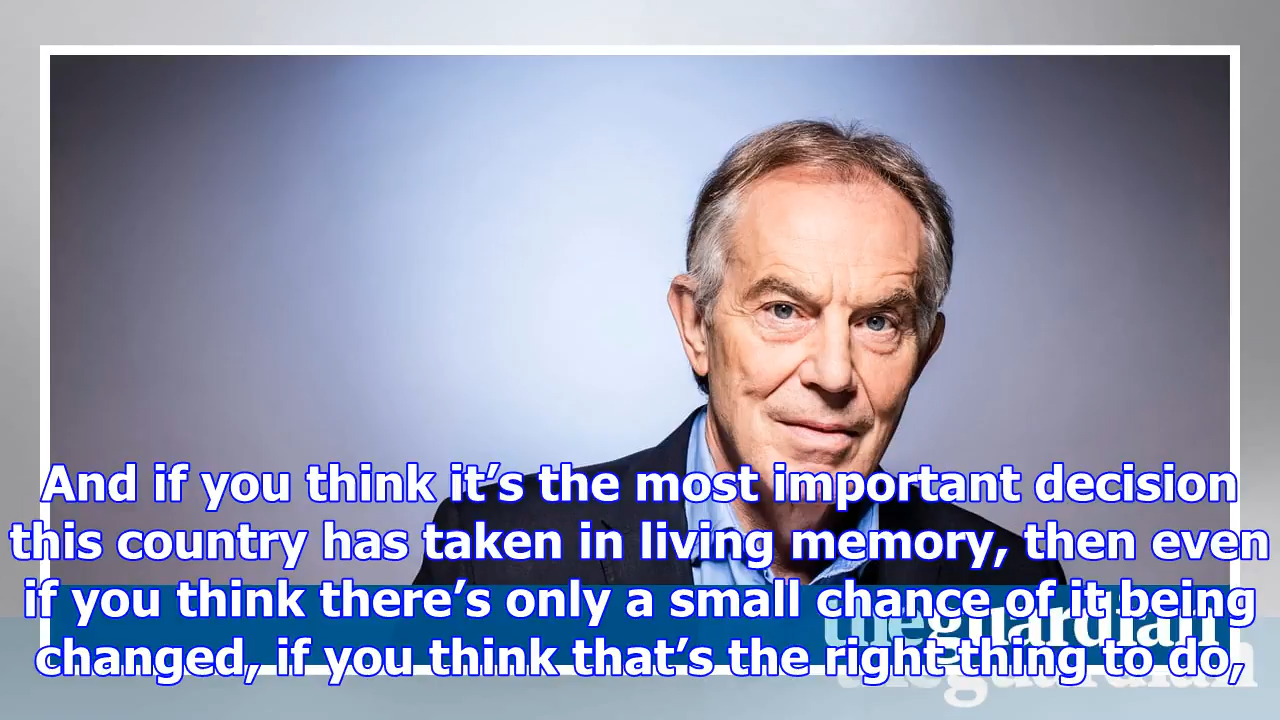 And if you think it’s the most important decision
this country has taken in living memory, then even
if you think there’s only a small chance of it being
changed, if you think that’s the right thing to do,
theguardian
theguardian